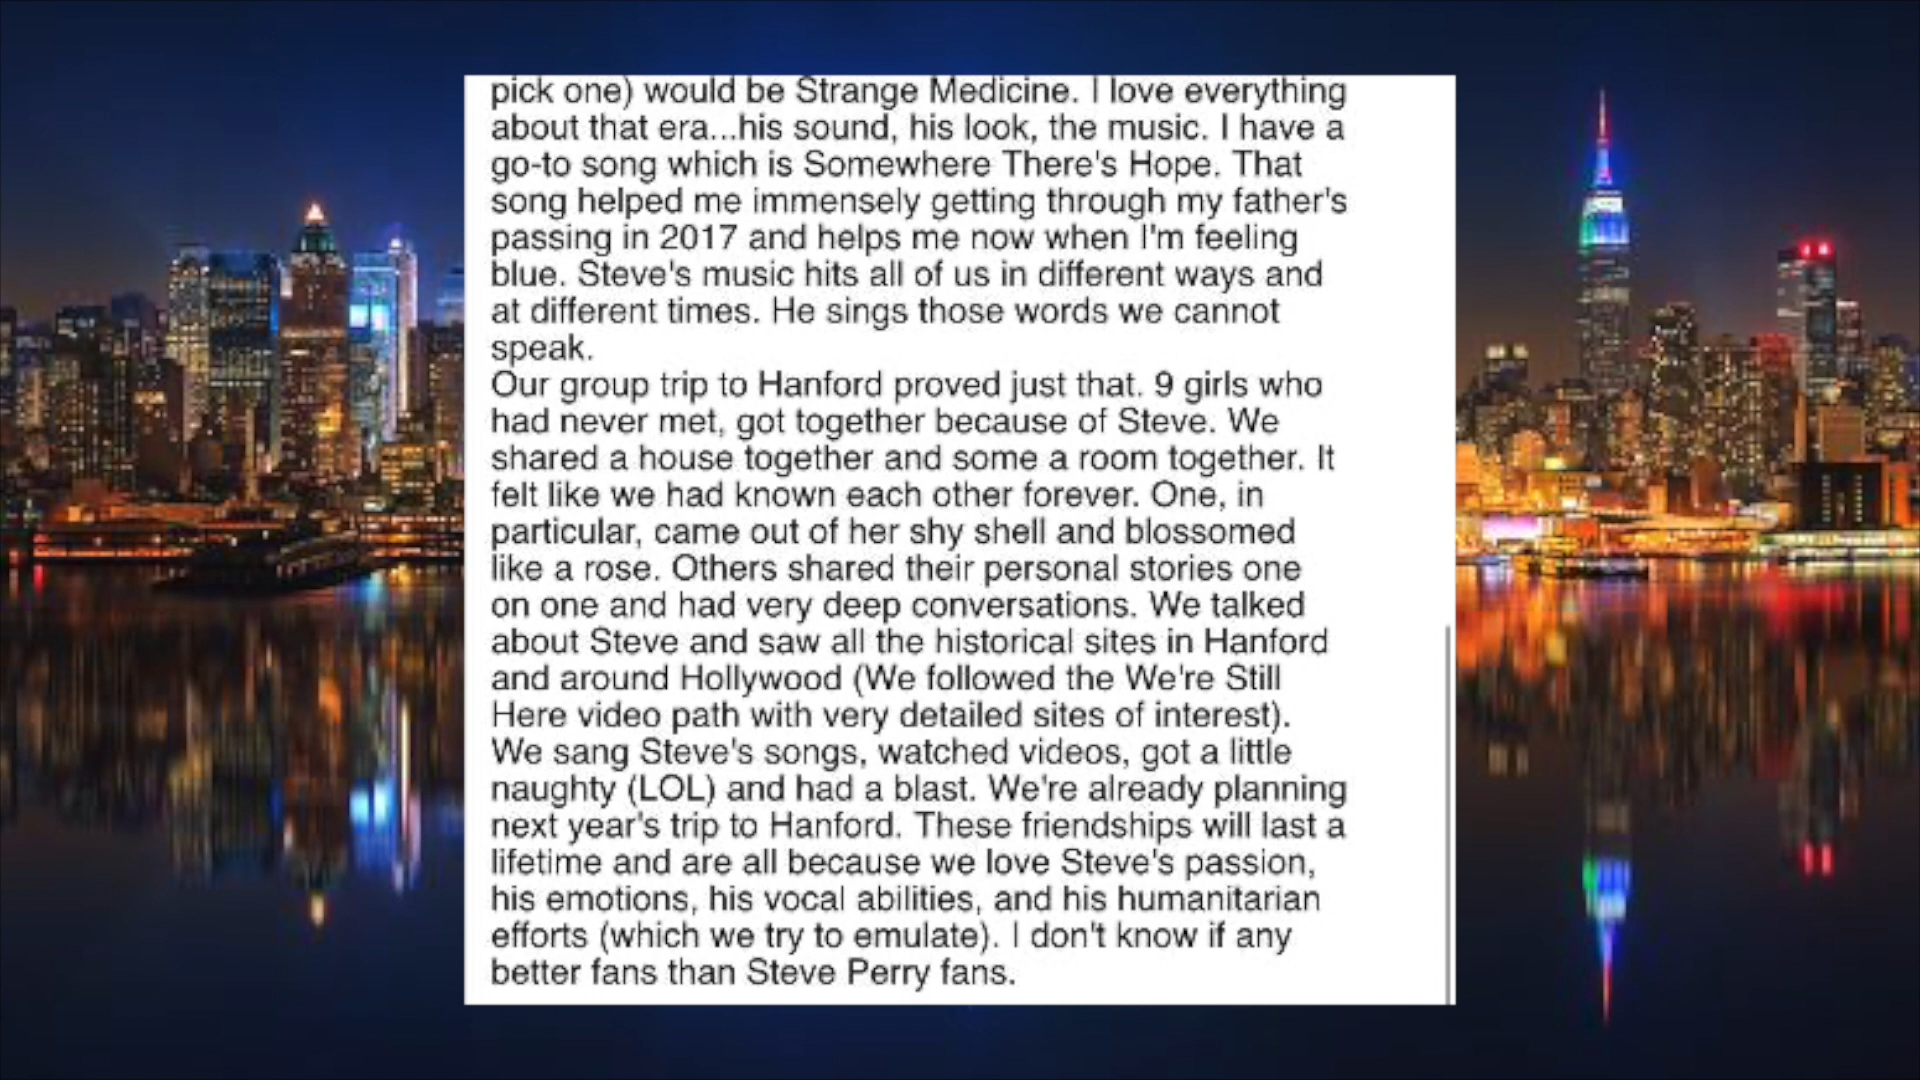 pick one) would be Strange Medicine. I love everything
about that era...his sound, his look, the music. I have a
go-to song which is Somewhere There's Hope. That
song helped me immensely getting through my father's
passing in 2017 and helps me now when I'm feeling
blue. Steve's music hits all of us in different ways and
at different times. He sings those words we cannot
speak.
Our group trip to Hanford proved just that. 9 girls who
had never met, got together because of Steve. We
shared a house together and some a room together. It
felt like we had known each other forever. One, in
particular, came out of her shy shell and blossomed
like a rose. Others shared their personal stories one
on one and had very deep conversations. We talked
about Steve and saw all the historical sites in Hanford
and around Hollywood (We followed the We're Still
Here video path with very detailed sites of interest).
We sang Steve's songs, watched videos, got a little
naughty (LOL) and had a blast. We're already planning
next year's trip to Hanford. These friendships will last a
lifetime and are all because we love Steve's passion,
his emotions, his vocal abilities, and his humanitarian
efforts (which we try to emulate). I don't know if any
better fans than Steve Perry fans.